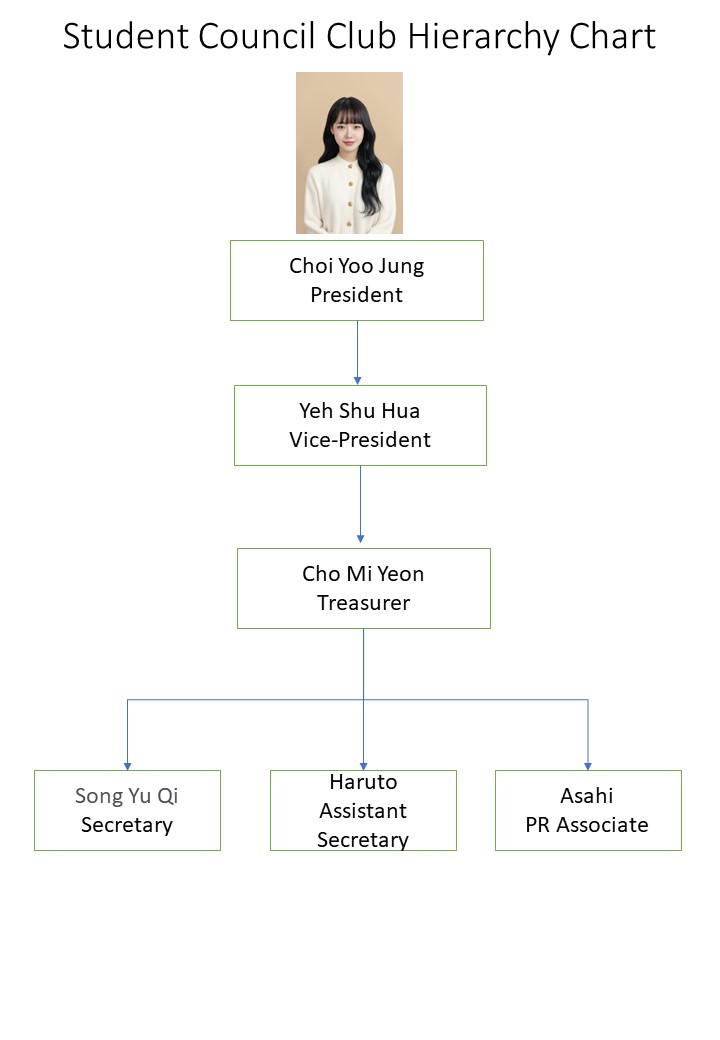 Student Council Club Hierarchy Chart
Choi Yoo Jung
President
Yeh Shu Hua
Vice-President
Cho Mi Yeon
Treasurer
Song Yu Qi
Secretary
Haruto
Assistant
Secretary
Asahi
PR Associate